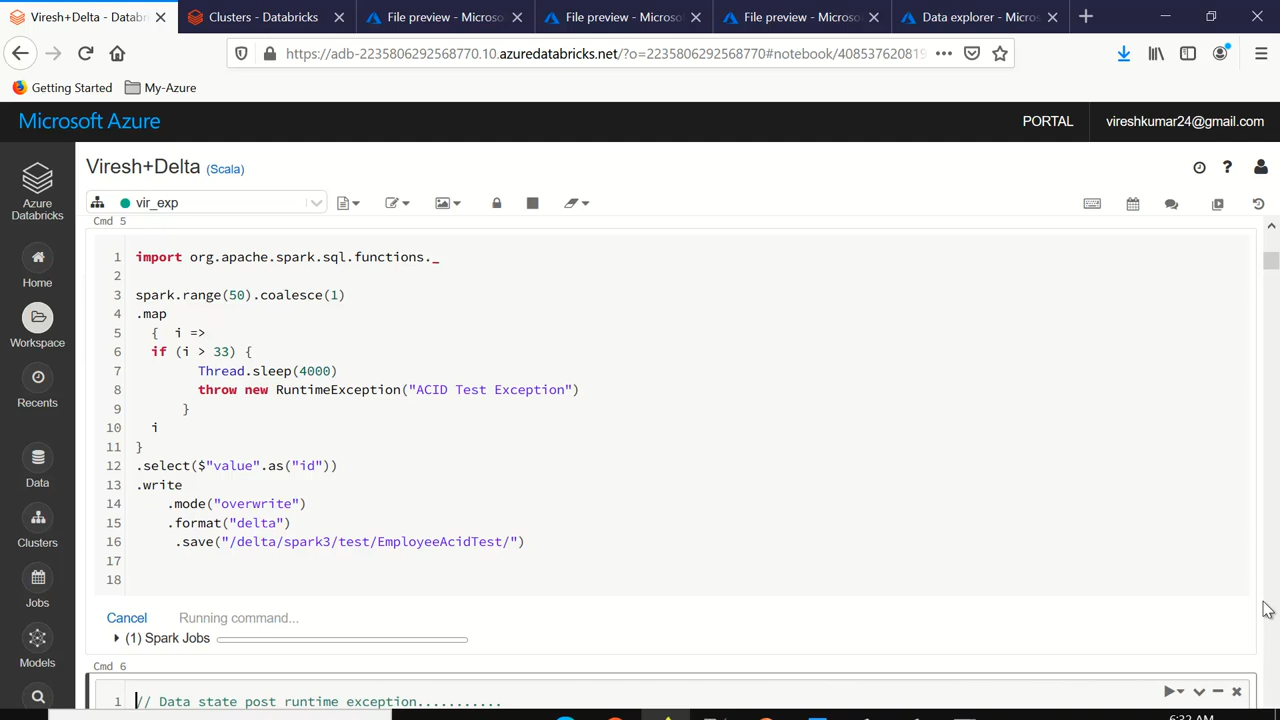 Viresh+Delta - Datab
Clusters - Databricks
File preview - Microso
File preview - Microso
File preview - Microso
Data explorer - Micros
https://adb-2235806292568770.10.azuredatabricks.net/?o=2235806292568770#notebook/40853762081
Getting Started
My-Azure
Microsoft Azure
PORTAL
vireshkumar24@gmail.com
Azure
Databricks
Home
Workspace
Recents
Data
Clusters
Jobs
Models
Viresh+Delta (Scala)
vir_exp
Cmd 5
1 import org.apache.spark.sql.functions._
2
3 spark.range(50).coalesce(1)
4 .map
5 { i =>
6 if (i > 33) {
7 Thread.sleep(4000)
8 throw new RuntimeException("ACID Test Exception")
9 }
10 i
11 }
12 .select($"value".as("id"))
13 .write
14 .mode("overwrite")
15 .format("delta")
16 .save("/delta/spark3/test/EmployeeAcidTest/")
17
18
Cancel Running command...
(1) Spark Jobs
Cmd 6
1 // Data state post runtime exception...........
6:32 AM